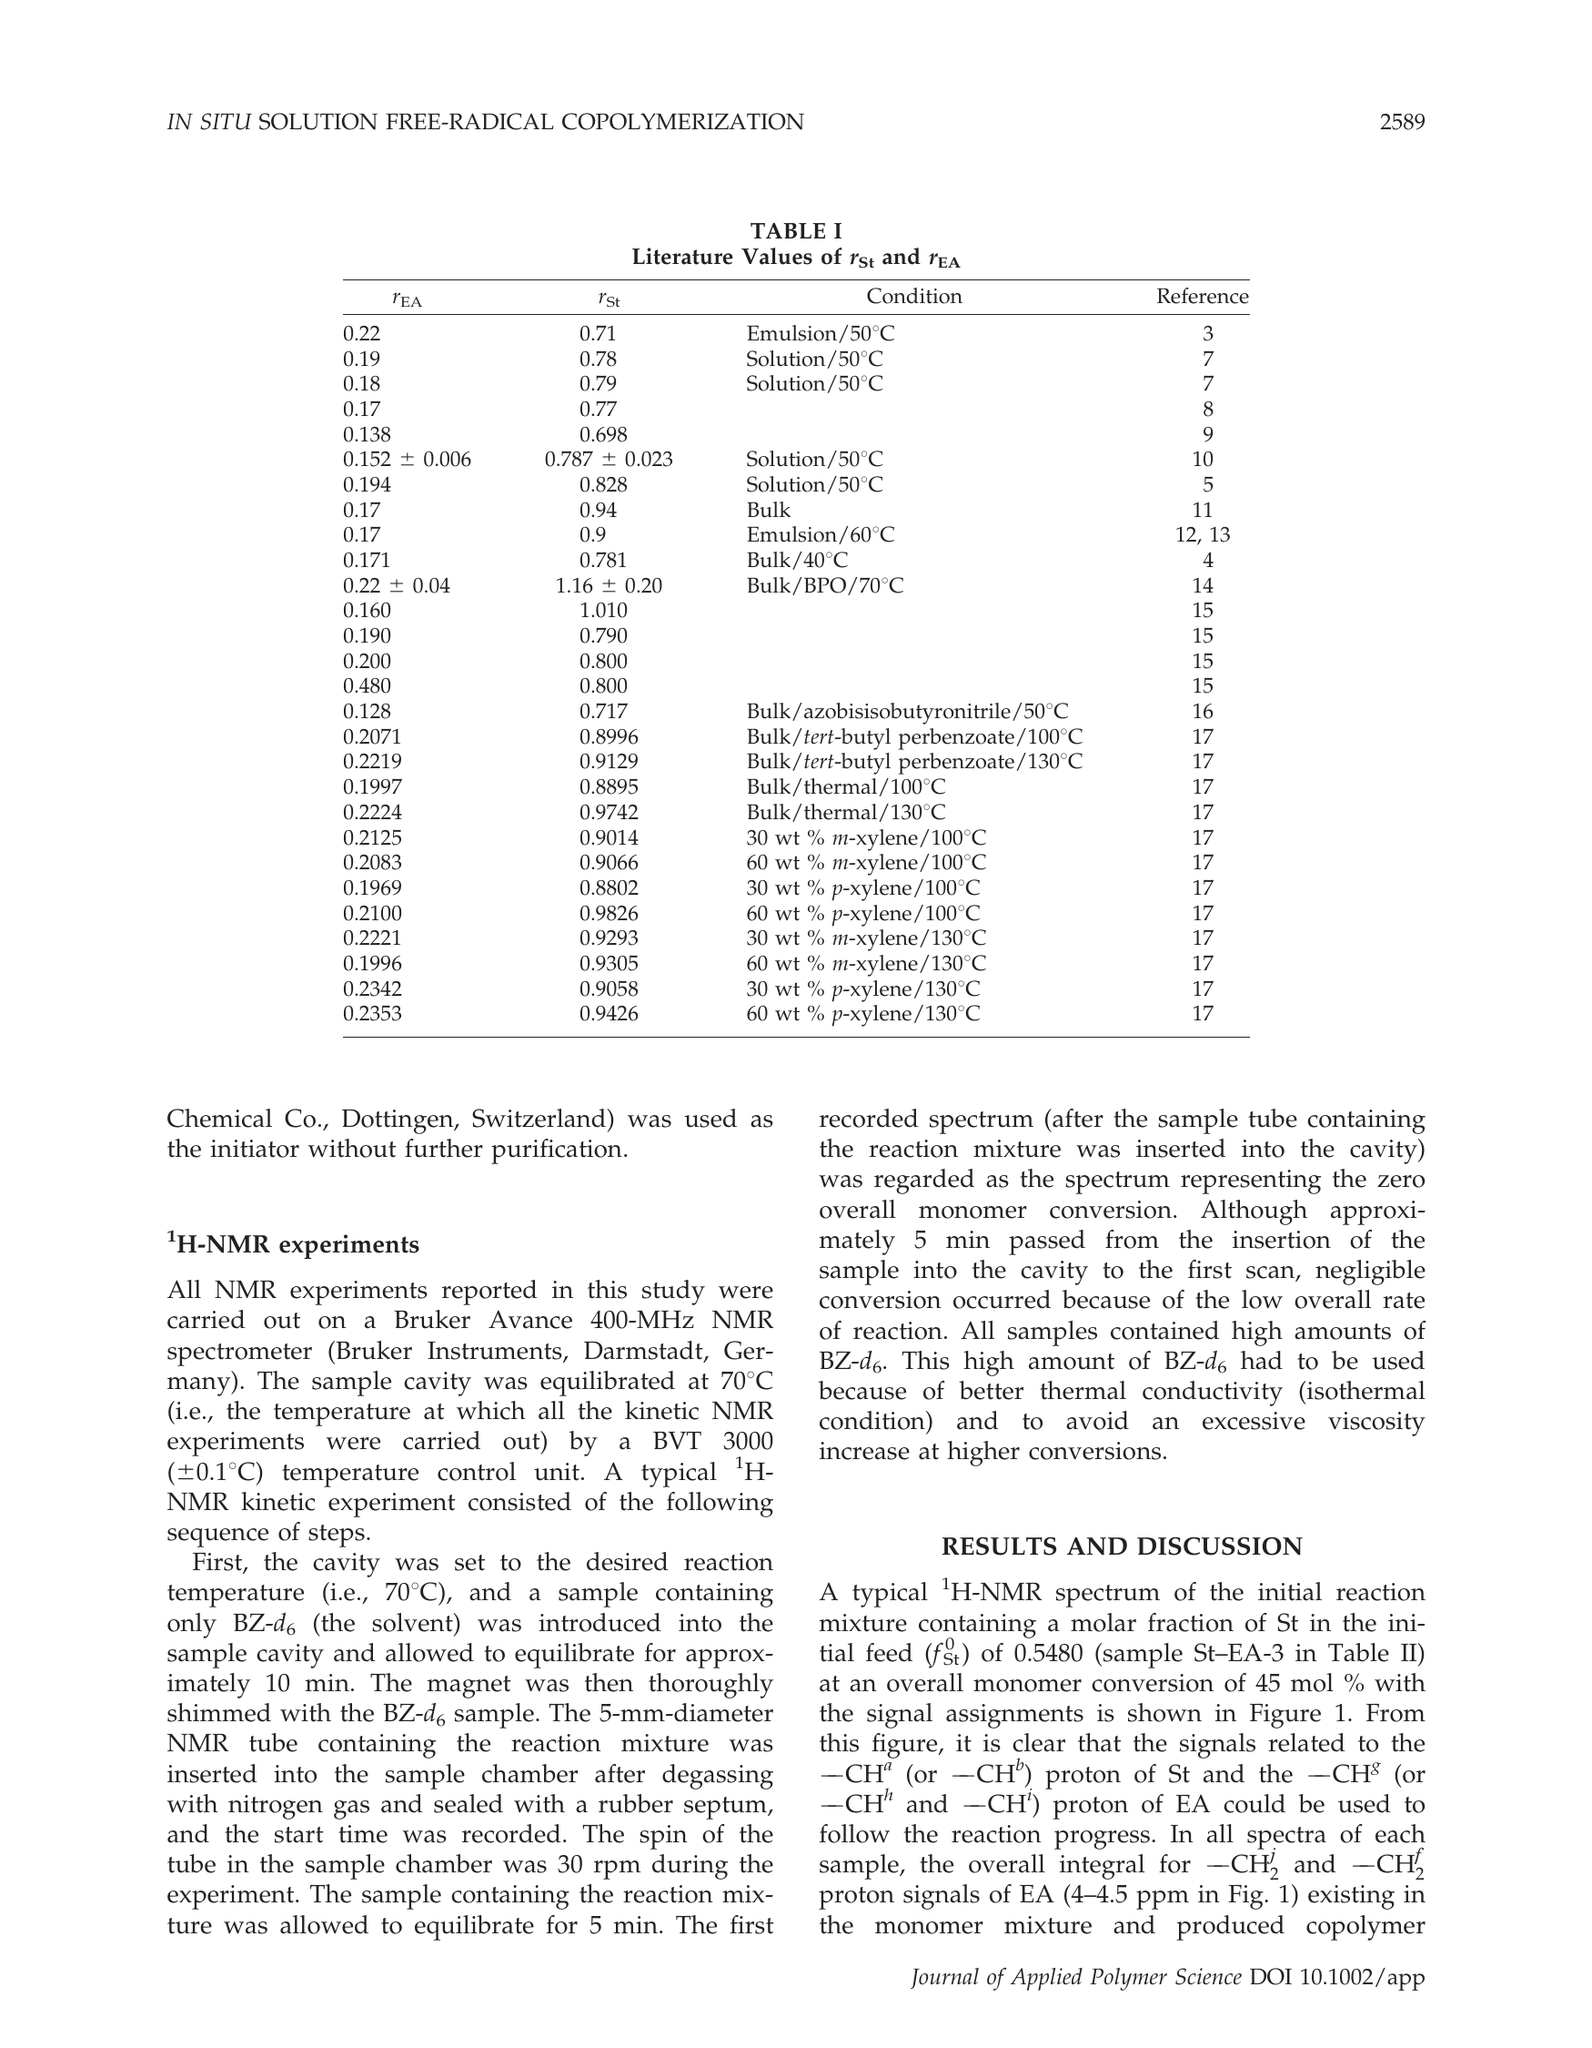 IN SITU SOLUTION FREE-RADICAL COPOLYMERIZATION 2589
TABLE I
Literature Values of rSt and rEA
rEA rSt Condition Reference
0.22 0.71 Emulsion/50°C 3
0.19 0.78 Solution/50°C 7
0.18 0.79 Solution/50°C 7
0.17 0.77 8
0.138 0.698 9
0.152 ± 0.006 0.787 ± 0.023 Solution/50°C 10
0.194 0.828 Solution/50°C 5
0.17 0.94 Bulk 11
0.17 0.9 Emulsion/60°C 12, 13
0.171 0.781 Bulk/40°C 4
0.22 ± 0.04 1.16 ± 0.20 Bulk/BPO/70°C 14
0.160 1.010 15
0.190 0.790 15
0.200 0.800 15
0.480 0.800 15
0.128 0.717 Bulk/azobisisobutyronitrile/50°C 16
0.2071 0.8996 Bulk/tert-butyl perbenzoate/100°C 17
0.2219 0.9129 Bulk/tert-butyl perbenzoate/130°C 17
0.1997 0.8895 Bulk/thermal/100°C 17
0.2224 0.9742 Bulk/thermal/130°C 17
0.2125 0.9014 30 wt % m-xylene/100°C 17
0.2083 0.9066 60 wt % m-xylene/100°C 17
0.1969 0.8802 30 wt % p-xylene/100°C 17
0.2100 0.9826 60 wt % p-xylene/100°C 17
0.2221 0.9293 30 wt % m-xylene/130°C 17
0.1996 0.9305 60 wt % m-xylene/130°C 17
0.2342 0.9058 30 wt % p-xylene/130°C 17
0.2353 0.9426 60 wt % p-xylene/130°C 17
Chemical Co., Dottingen, Switzerland) was used as
the initiator without further purification.
¹H-NMR experiments
All NMR experiments reported in this study were
carried out on a Bruker Avance 400-MHz NMR
spectrometer (Bruker Instruments, Darmstadt, Ger-
many). The sample cavity was equilibrated at 70°C
(i.e., the temperature at which all the kinetic NMR
experiments were carried out) by a BVT 3000
(±0.1°C) temperature control unit. A typical ¹H-
NMR kinetic experiment consisted of the following
sequence of steps.
First, the cavity was set to the desired reaction
temperature (i.e., 70°C), and a sample containing
only BZ-d6 (the solvent) was introduced into the
sample cavity and allowed to equilibrate for approx-
imately 10 min. The magnet was then thoroughly
shimmed with the BZ-d6 sample. The 5-mm-diameter
NMR tube containing the reaction mixture was
inserted into the sample chamber after degassing
with nitrogen gas and sealed with a rubber septum,
and the start time was recorded. The spin of the
tube in the sample chamber was 30 rpm during the
experiment. The sample containing the reaction mix-
ture was allowed to equilibrate for 5 min. The first
recorded spectrum (after the sample tube containing
the reaction mixture was inserted into the cavity)
was regarded as the spectrum representing the zero
overall monomer conversion. Although approxi-
mately 5 min passed from the insertion of the
sample into the cavity to the first scan, negligible
conversion occurred because of the low overall rate
of reaction. All samples contained high amounts of
BZ-d6. This high amount of BZ-d6 had to be used
because of better thermal conductivity (isothermal
condition) and to avoid an excessive viscosity
increase at higher conversions.
RESULTS AND DISCUSSION
A typical ¹H-NMR spectrum of the initial reaction
mixture containing a molar fraction of St in the ini-
tial feed (f⁰St) of 0.5480 (sample St–EA-3 in Table II)
at an overall monomer conversion of 45 mol % with
the signal assignments is shown in Figure 1. From
this figure, it is clear that the signals related to the
—CHᵃ (or —CHᵇ) proton of St and the —CHᵍ (or
—CHʰ and —CHⁱ) proton of EA could be used to
follow the reaction progress. In all spectra of each
sample, the overall integral for —CH₂ʲ and —CH₂ᶠ
proton signals of EA (4–4.5 ppm in Fig. 1) existing in
the monomer mixture and produced copolymer
Journal of Applied Polymer Science DOI 10.1002/app